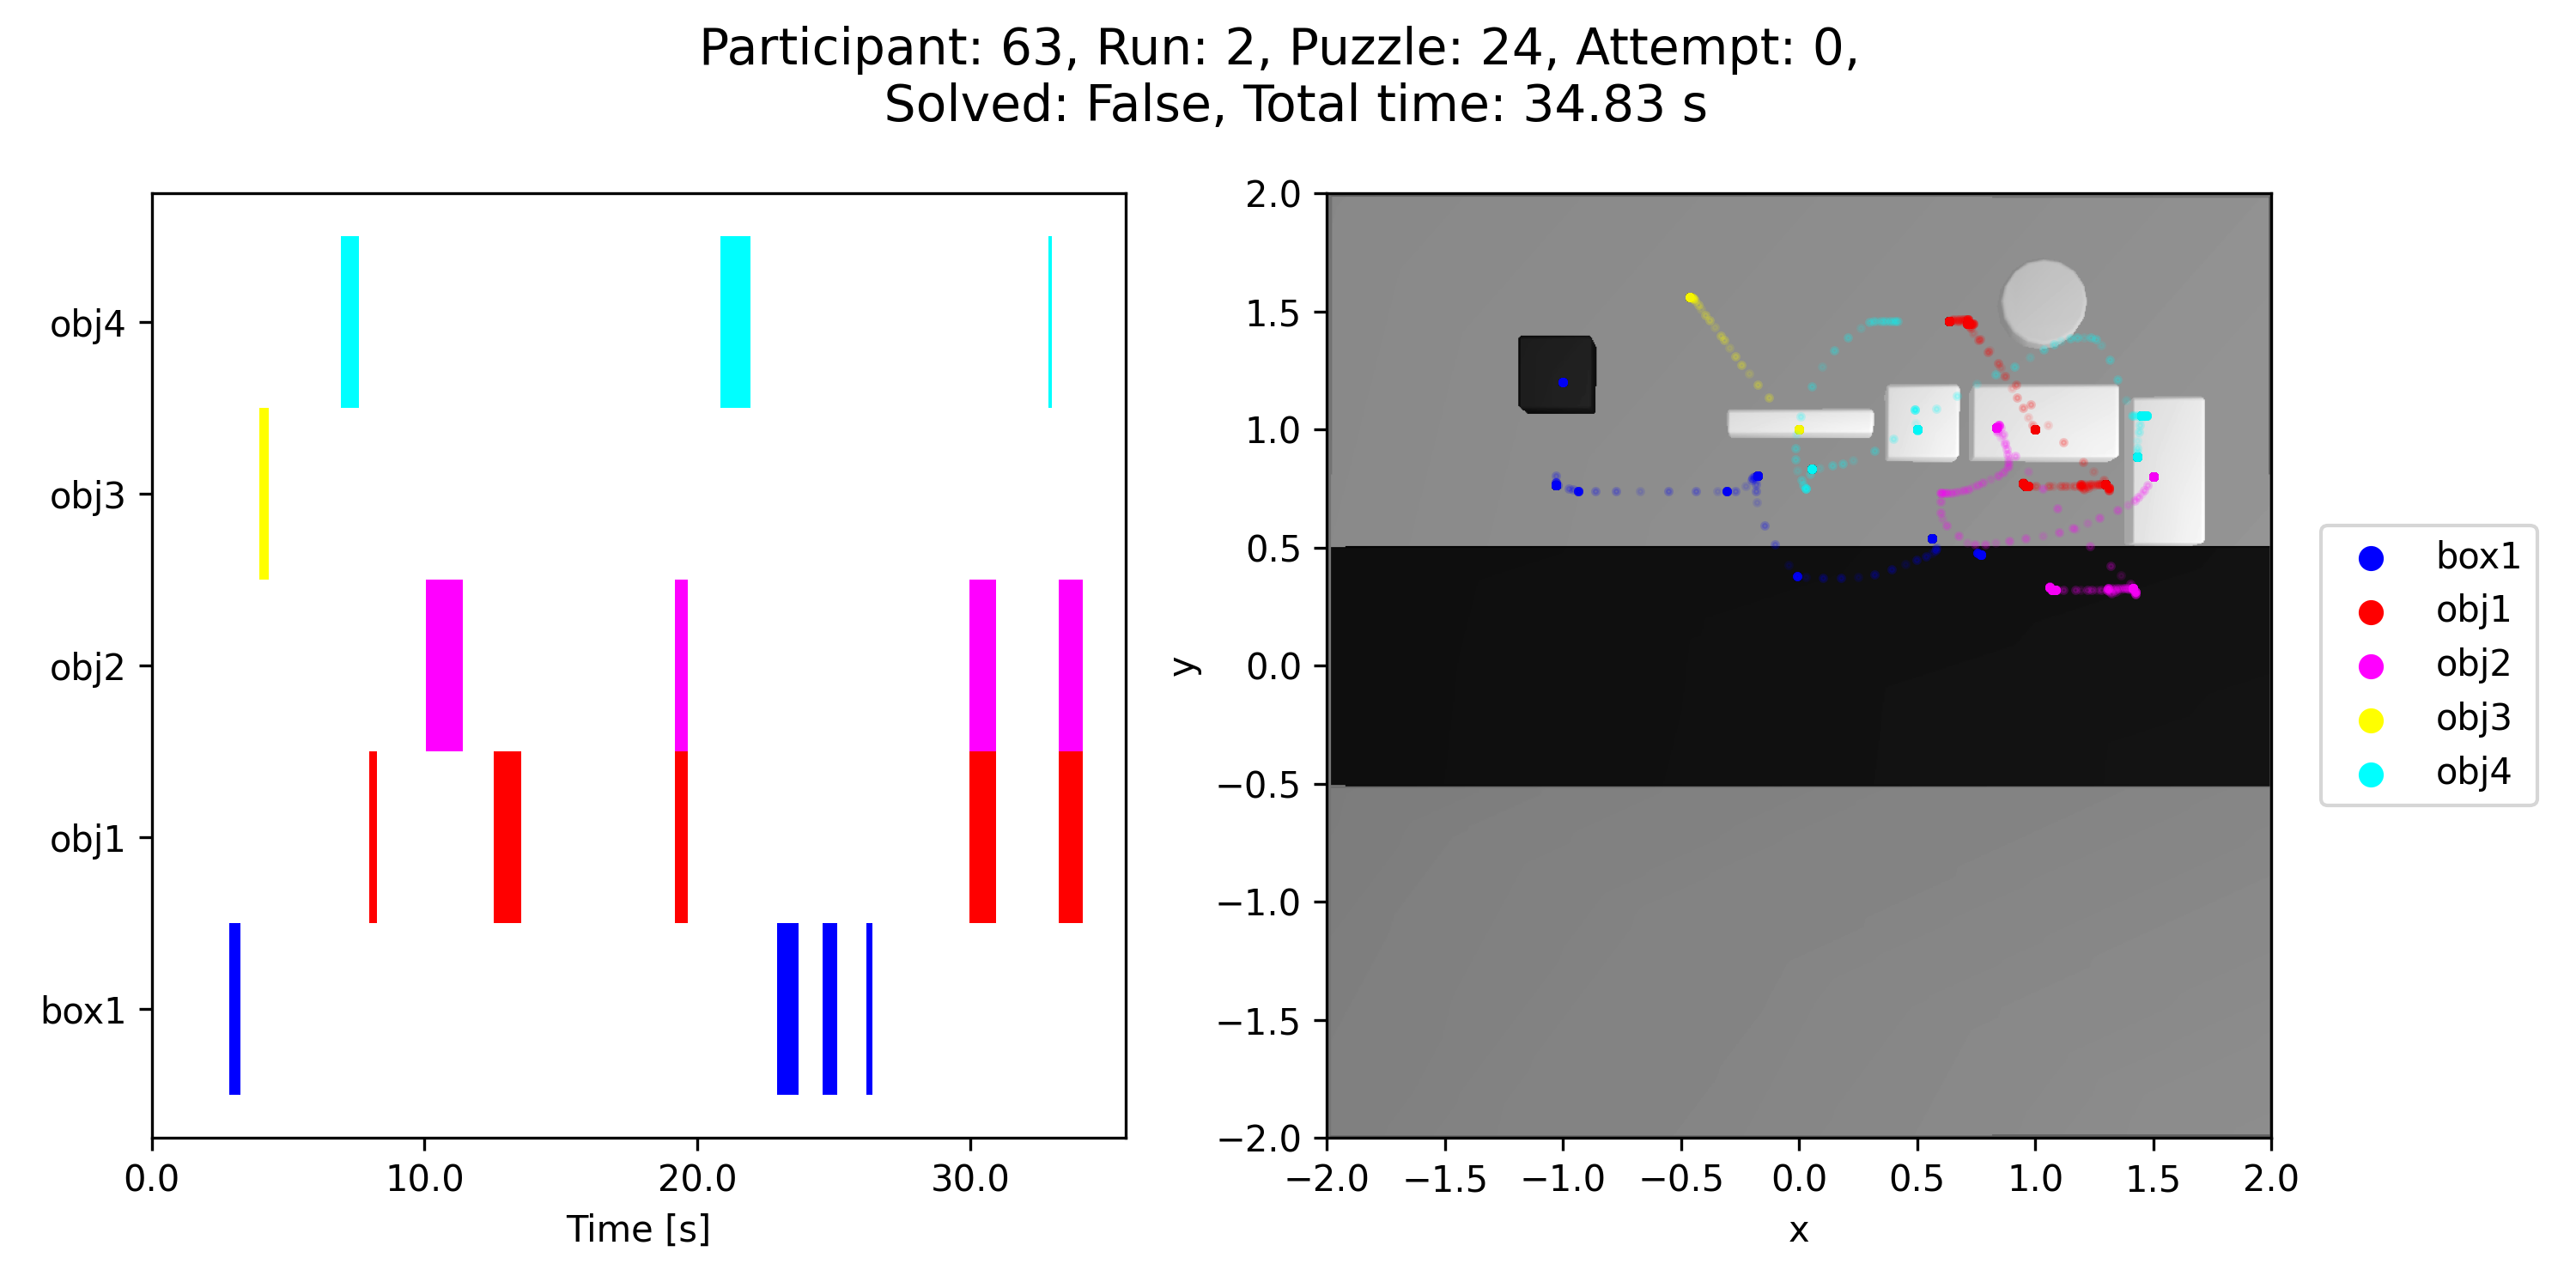 Participant: 63, Run: 2, Puzzle: 24, Attempt: 0,
Solved: False, Total time: 34.83 s
obj4
obj3
obj2
obj1
box1
0.0 10.0 20.0 30.0
Time [s]
2.0
1.5
1.0
0.5
0.0
−0.5
−1.0
−1.5
−2.0
y
−2.0 −1.5 −1.0 −0.5 0.0 0.5 1.0 1.5 2.0
x
box1
obj1
obj2
obj3
obj4